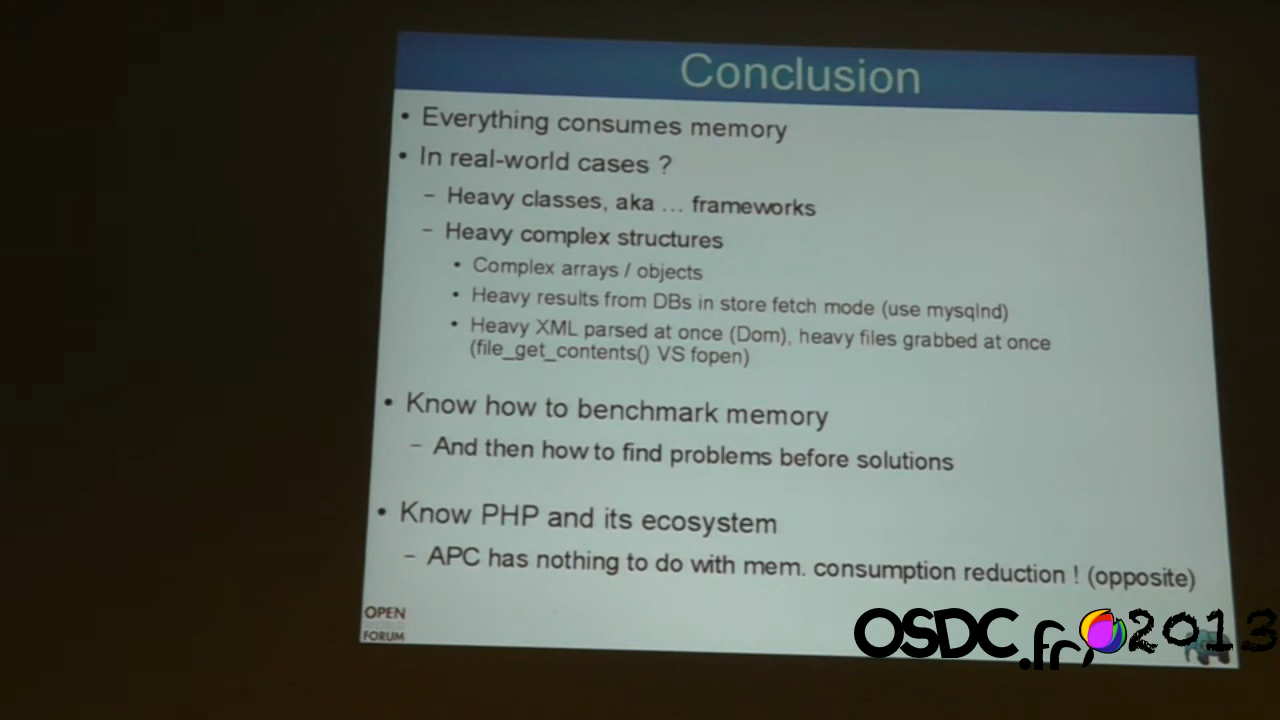 Conclusion
• Everything consumes memory
• In real-world cases ?
– Heavy classes, aka … frameworks
– Heavy complex structures
• Complex arrays / objects
• Heavy results from DBs in store fetch mode (use mysqlnd)
• Heavy XML parsed at once (Dom), heavy files grabbed at once
(file_get_contents() VS fopen)
• Know how to benchmark memory
– And then how to find problems before solutions
• Know PHP and its ecosystem
– APC has nothing to do with mem. consumption reduction ! (opposite)
OPEN
FORUM
OSDC.fr 2013